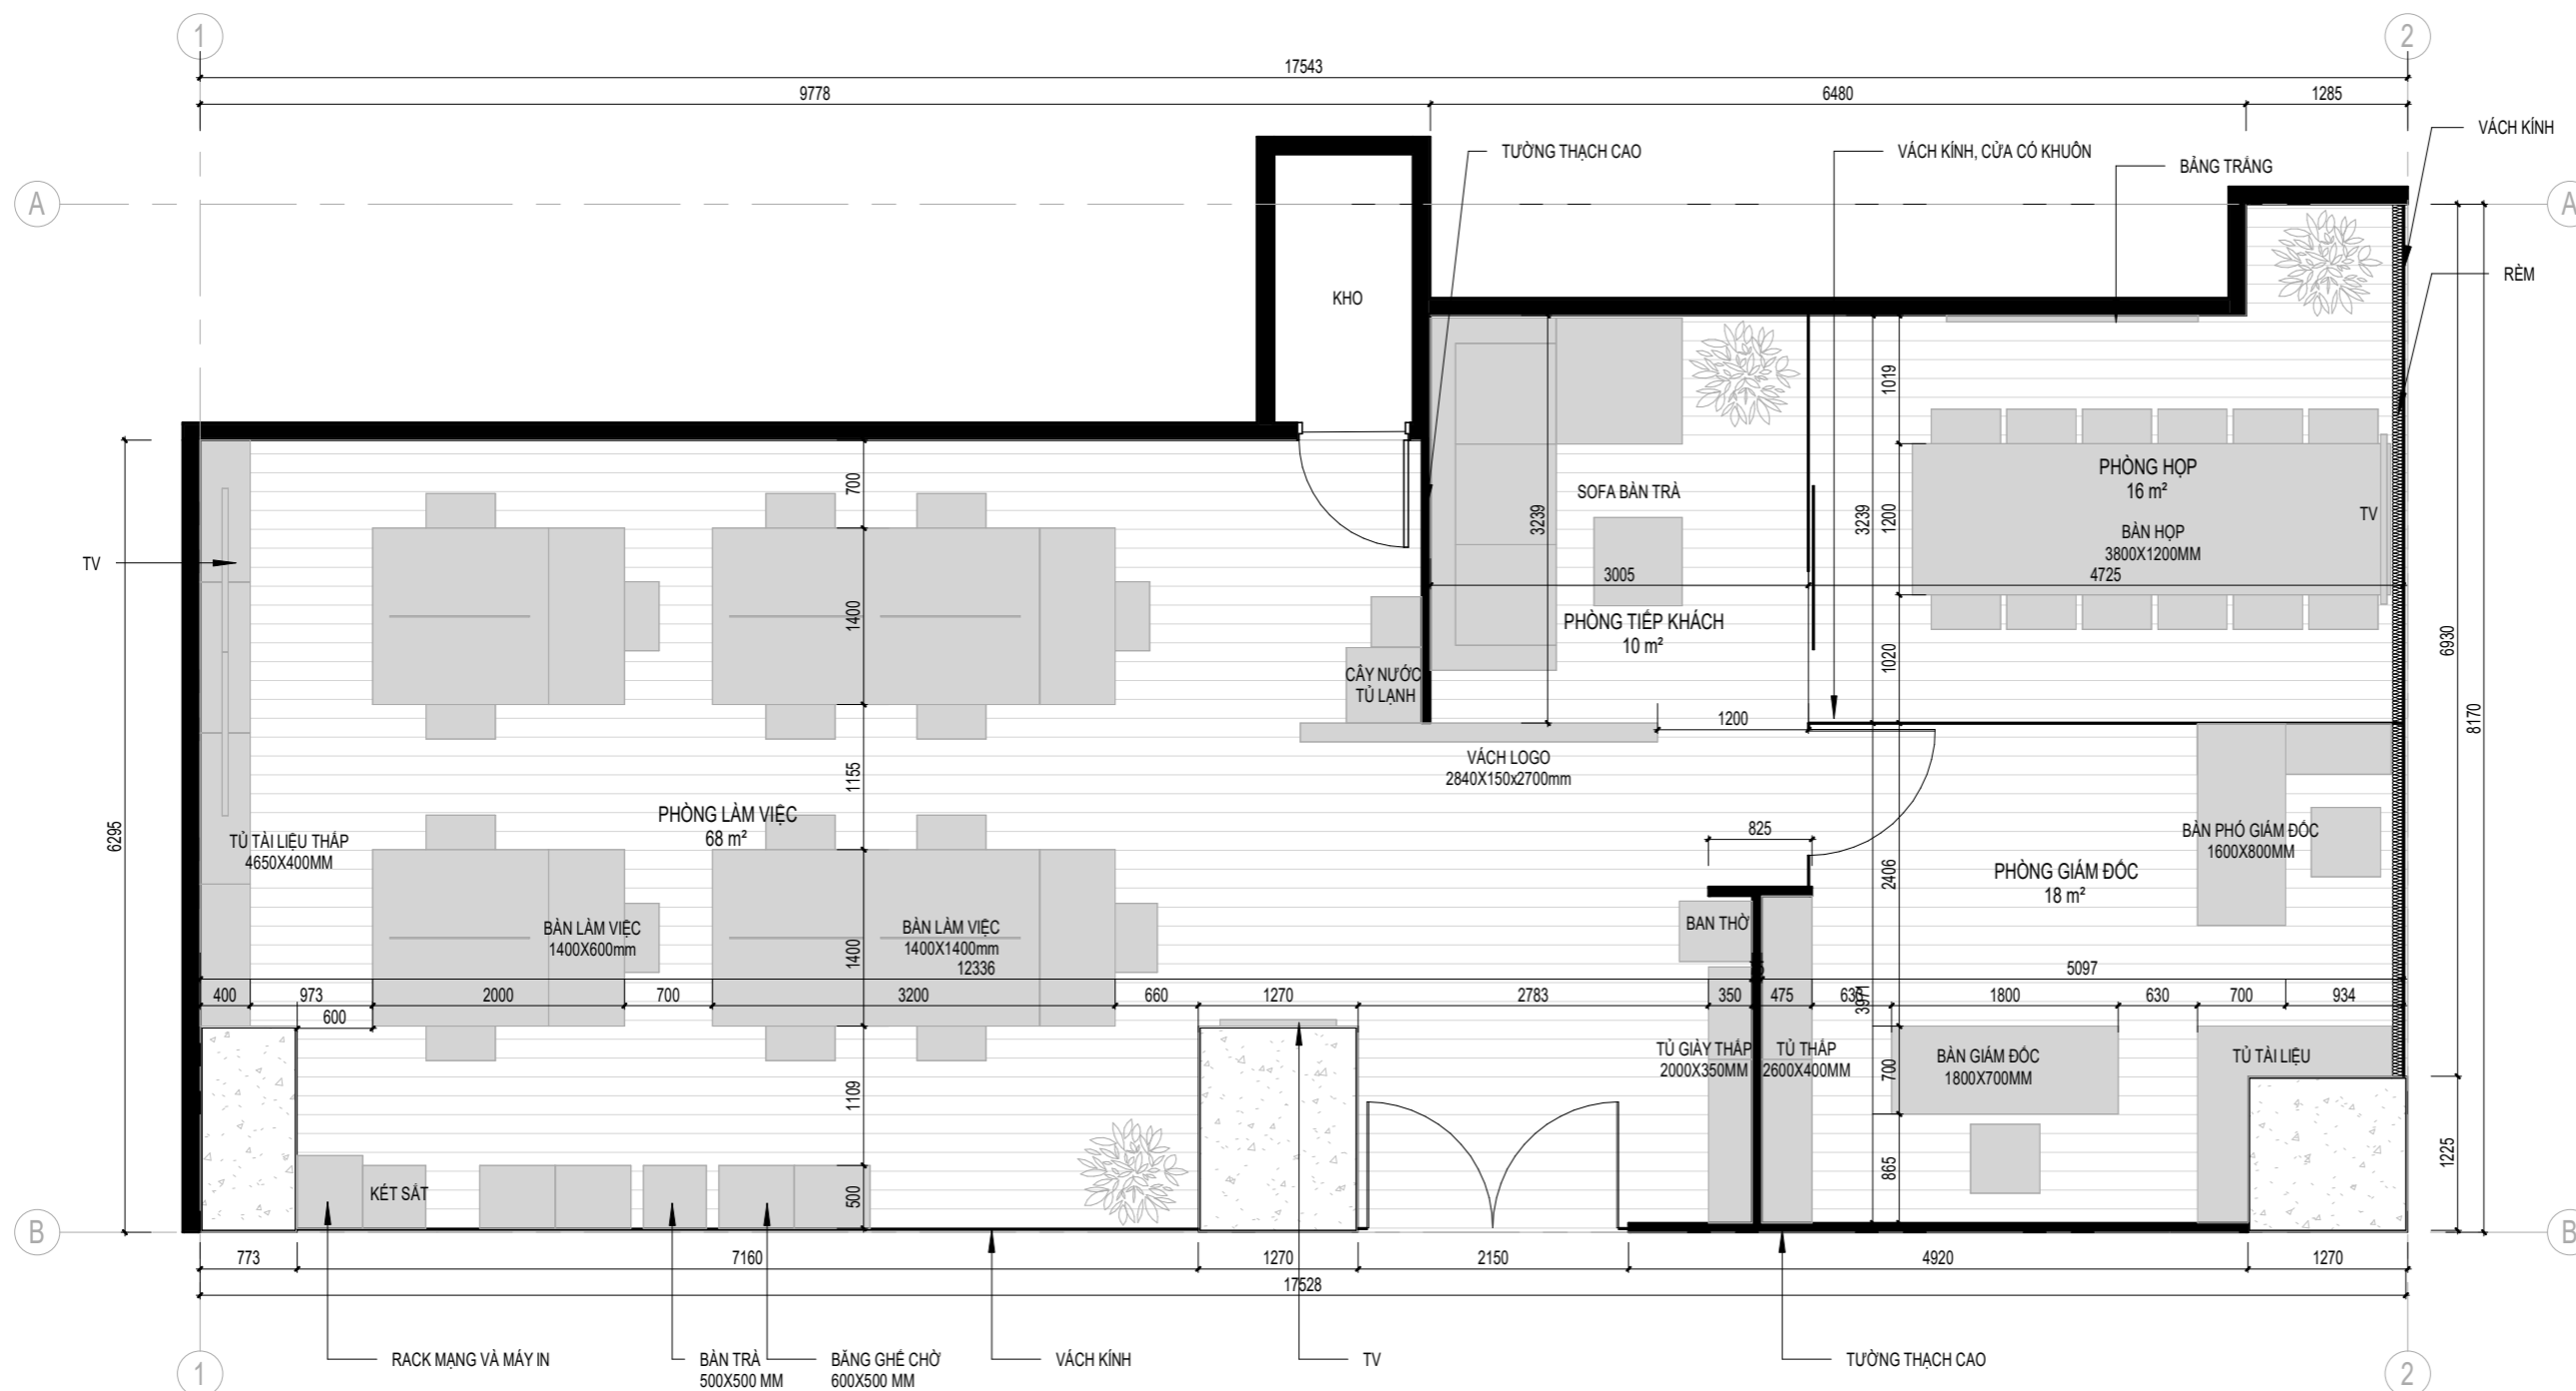 1
2
17543
9778
6480
1285
VÁCH KÍNH
TƯỜNG THẠCH CAO
VÁCH KÍNH, CỬA CÓ KHUÔN
BẢNG TRẮNG
A
A
RÈM
KHO
1019
700
PHÒNG HỌP
16 m²
SOFA BÀN TRÀ
3239
3239
1200
TV
BÀN HỌP
3800X1200MM
TV
3005
4725
1400
PHÒNG TIẾP KHÁCH
10 m²
1020
6930
CÂY NƯỚC
TỦ LẠNH
1200
8170
VÁCH LOGO
2840X150x2700mm
1155
PHÒNG LÀM VIỆC
68 m²
825
6295
TỦ TÀI LIỆU THẤP
4650X400MM
BÀN PHÓ GIÁM ĐỐC
1600X800MM
2406
PHÒNG GIÁM ĐỐC
18 m²
BÀN LÀM VIỆC
1400X600mm
BÀN LÀM VIỆC
1400X1400mm
BAN THỜ
1400
12336
5097
400
973
2000
700
3200
660
1270
2783
350
475
630
1800
630
700
934
3971
600
TỦ GIÀY THẤP
2000X350MM
TỦ THẤP
2600X400MM
700
BÀN GIÁM ĐỐC
1800X700MM
TỦ TÀI LIỆU
1109
1225
865
KÉT SẮT
500
B
B
773
7160
1270
2150
4920
1270
17528
RACK MẠNG VÀ MÁY IN
BÀN TRÀ
500X500 MM
BĂNG GHẾ CHỜ
600X500 MM
VÁCH KÍNH
TV
TƯỜNG THẠCH CAO
1
2